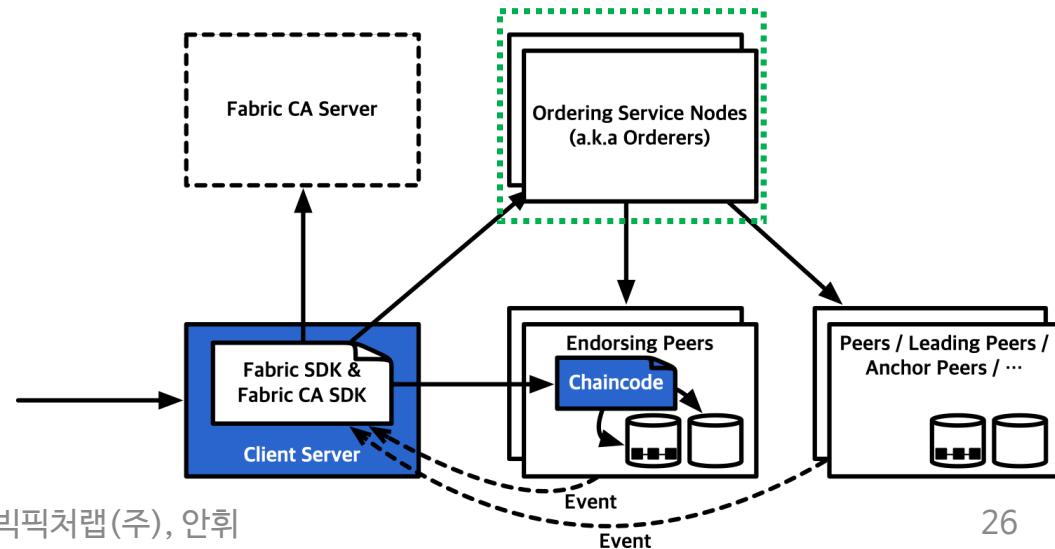 Fabric CA Server
Ordering Service Nodes
(a.k.a Orderers)
Fabric SDK &
Fabric CA SDK
Client Server
Endorsing Peers
Chaincode
Peers / Leading Peers /
Anchor Peers / ···
Event
Event
빅픽처랩(주), 안휘
26